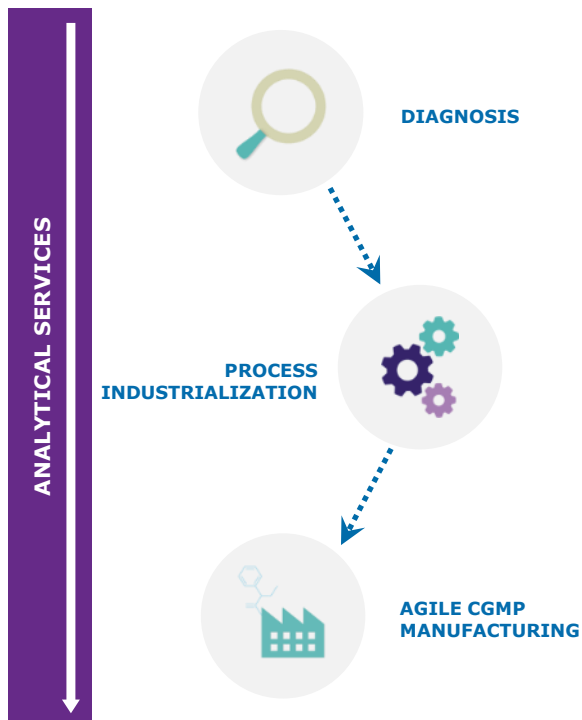 ANALYTICAL SERVICES
DIAGNOSIS
PROCESS
INDUSTRIALIZATION
AGILE CGMP
MANUFACTURING